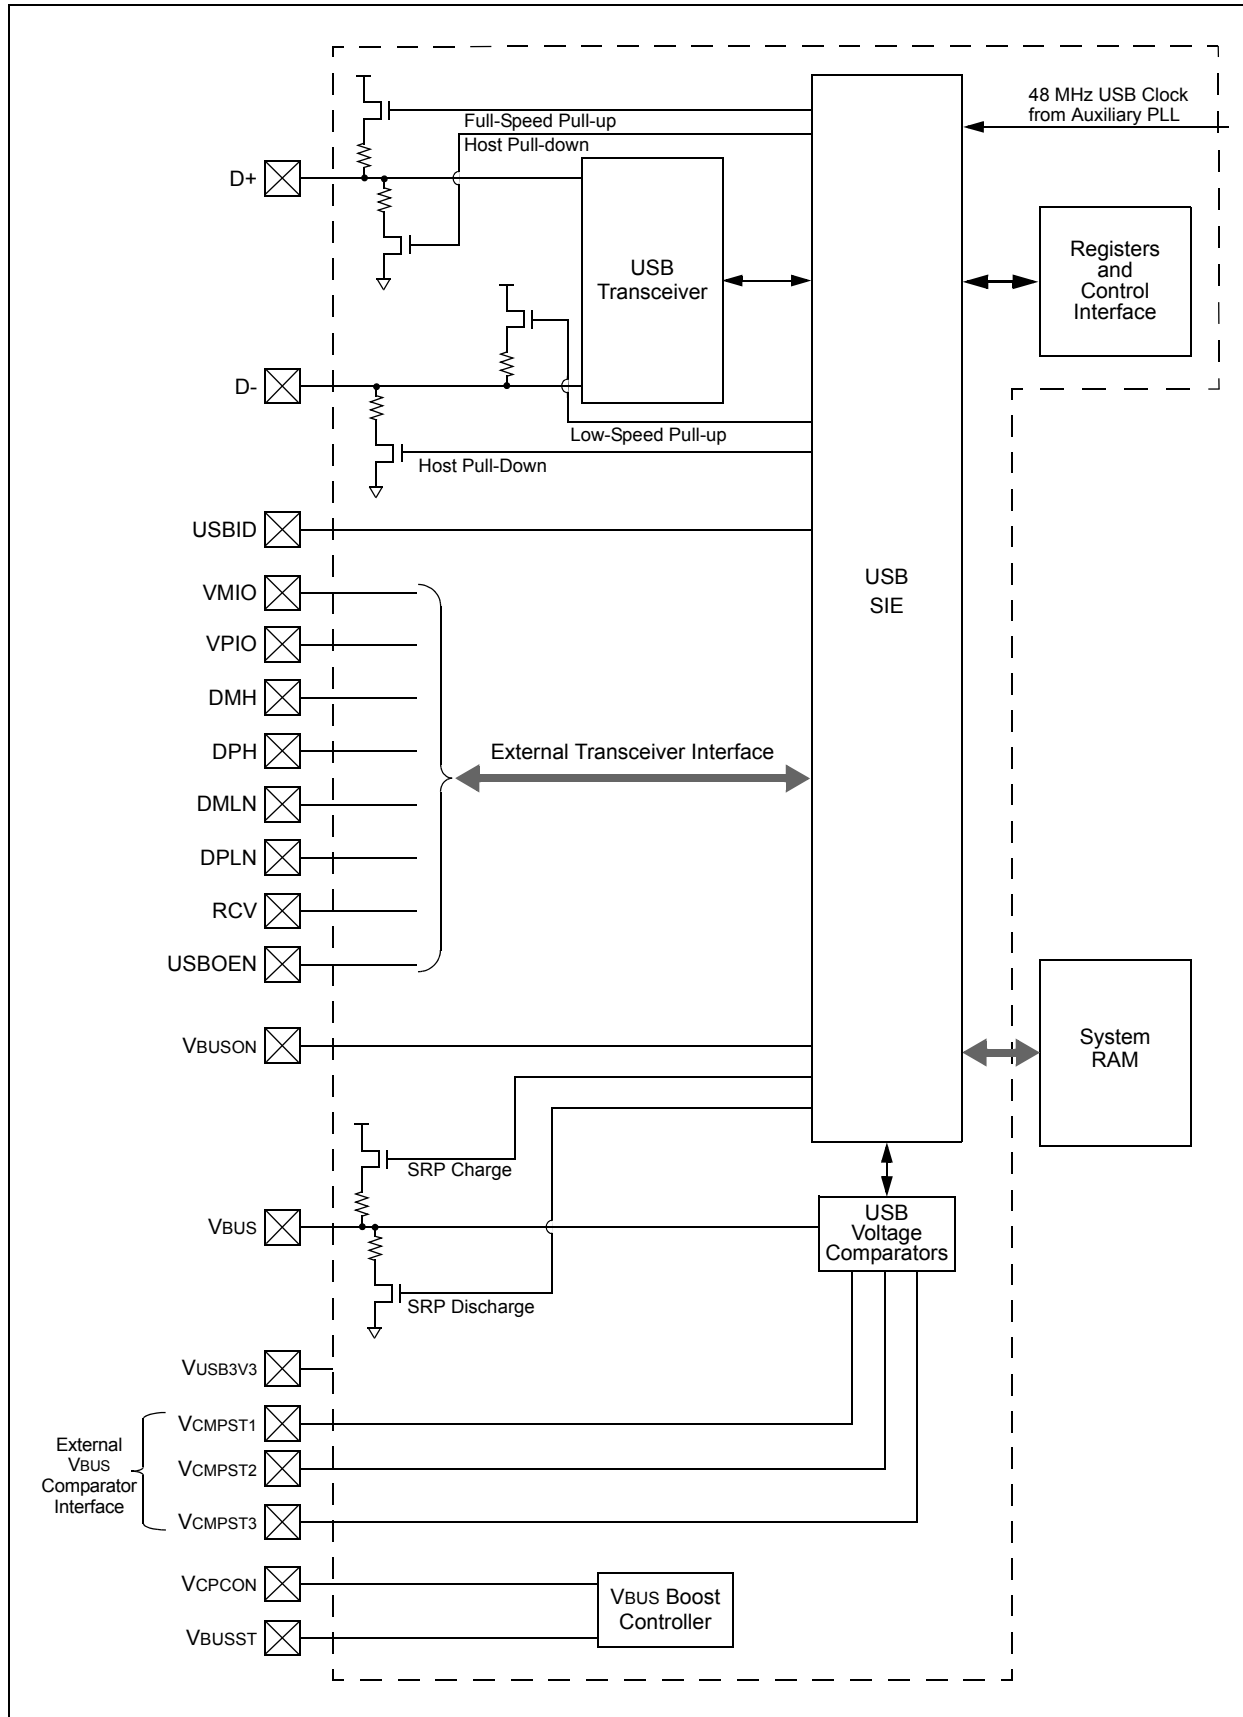 48 MHz USB Clock
from Auxiliary PLL
Full-Speed Pull-up
Host Pull-down
D+
USB
Transceiver
Registers
and
Control
Interface
D-
Low-Speed Pull-up
Host Pull-Down
USBID
USB
SIE
VMIO
VPIO
DMH
DPH
External Transceiver Interface
DMLN
DPLN
RCV
USBOEN
VBUSON
System
RAM
SRP Charge
VBUS
USB
Voltage
Comparators
SRP Discharge
VUSB3V3
External
VBUS
Comparator
Interface
VCMPST1
VCMPST2
VCMPST3
VCPCON
VBUSST
VBUS Boost
Controller